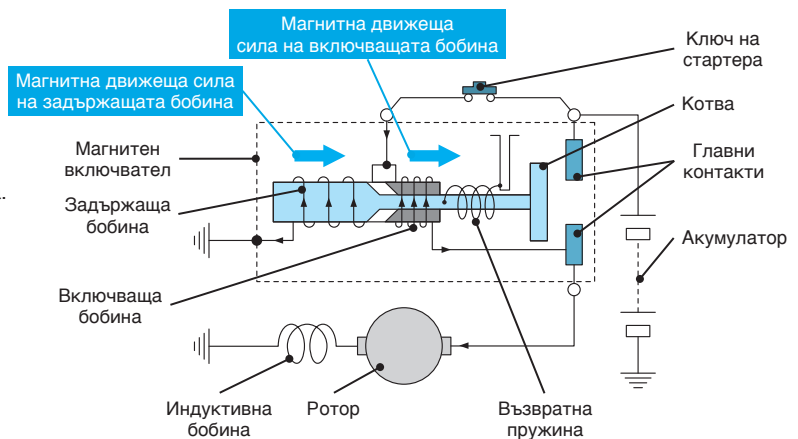 Магнитна движеща
сила на включващата бобина
Ключ на
стартера
Магнитна движеща сила
на задържащата бобина
Котва
Магнитен
включвател
Главни
контакти
Задържаща
бобина
Акумулатор
Включваща
бобина
Индуктивна
бобина
Ротор
Възвратна
пружина